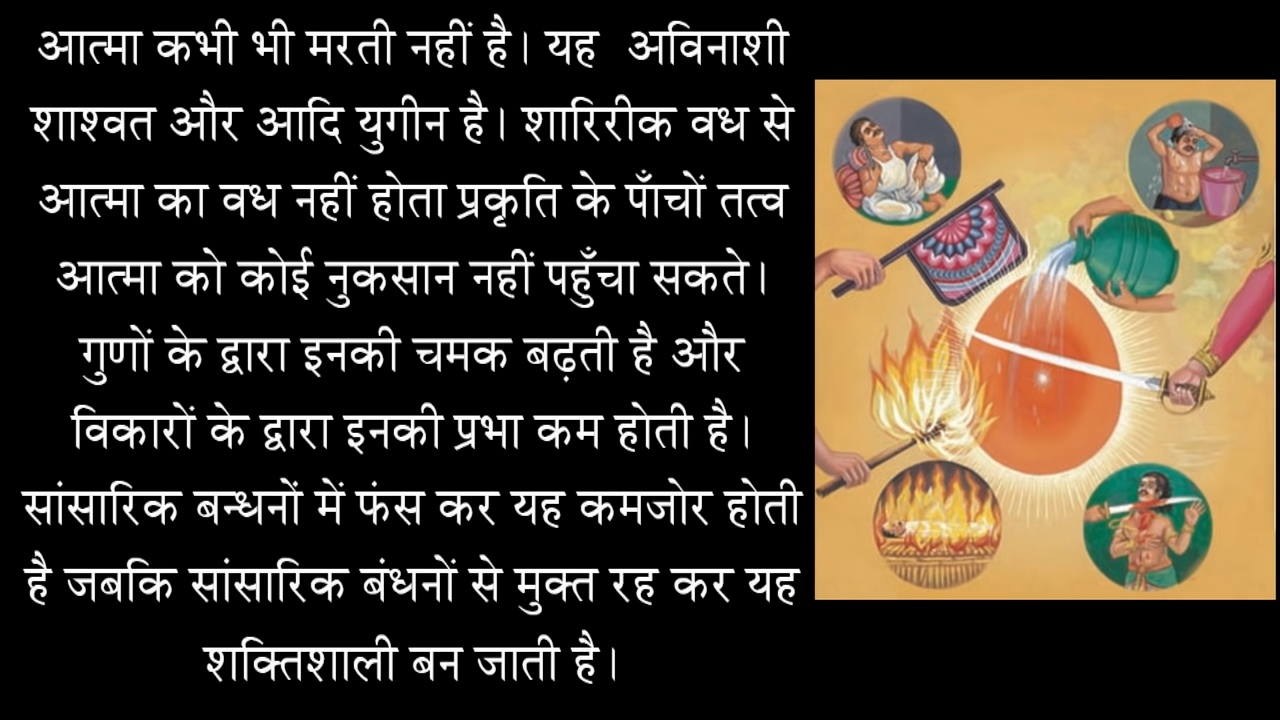 आत्मा कभी भी मरती नहीं है। यह  अविनाशी
शाश्वत और आदि युगीन है। शारिरीक वध से
आत्मा का वध नहीं होता प्रकृति के पाँचों तत्व
आत्मा को कोई नुकसान नहीं पहुँचा सकते।
गुणों के द्वारा इनकी चमक बढ़ती है और
विकारों के द्वारा इनकी प्रभा कम होती है।
सांसारिक बन्धनों में फंस कर यह कमजोर होती
है जबकि सांसारिक बंधनों से मुक्त रह कर यह
शक्तिशाली बन जाती है।